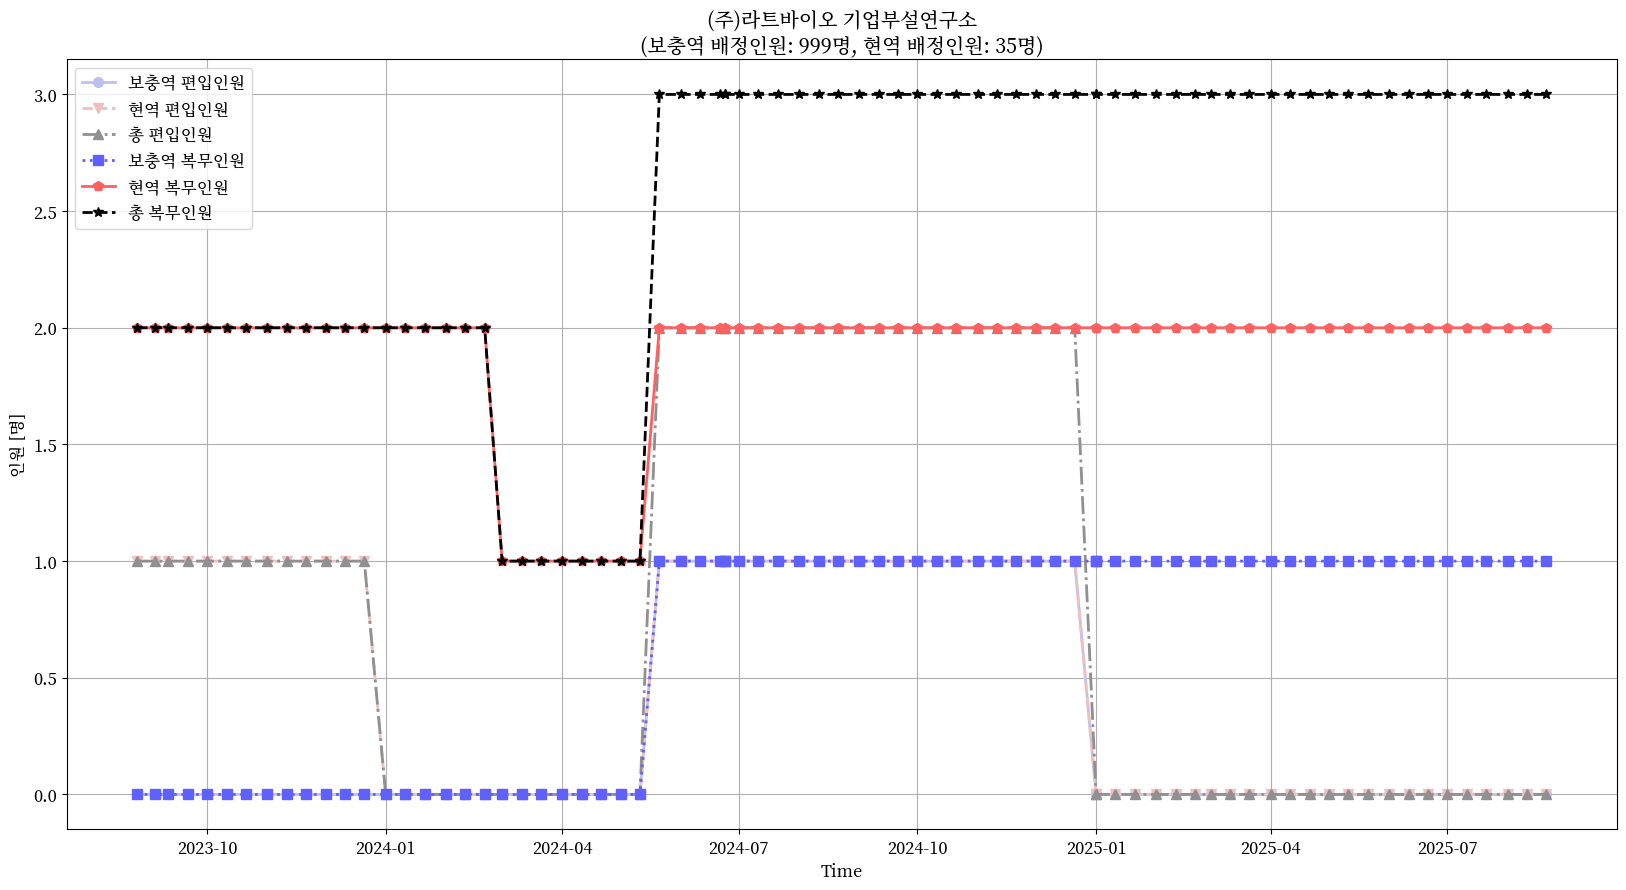 (주)라트바이오 기업부설연구소
(보충역 배정인원: 999명, 현역 배정인원: 35명)
보충역 편입인원
현역 편입인원
총 편입인원
보충역 복무인원
현역 복무인원
총 복무인원
3.0
2.5
2.0
1.5
1.0
0.5
0.0
인원 [명]
2023-10
2024-01
2024-04
2024-07
2024-10
2025-01
2025-04
2025-07
Time